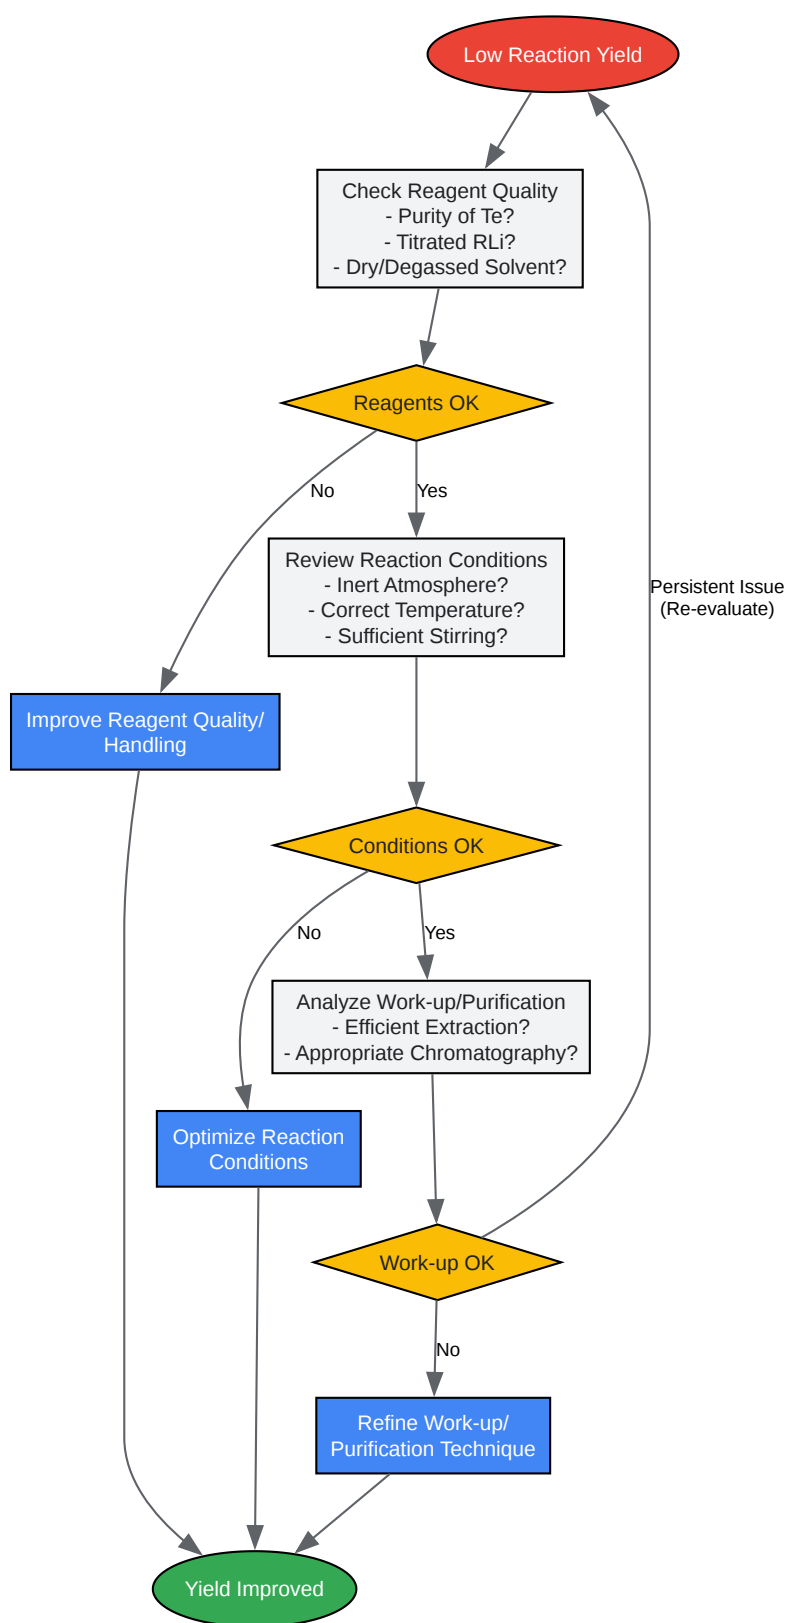 Low Reaction Yield
Check Reagent Quality
- Purity of Te?
- Titrated RLi?
- Dry/Degassed Solvent?
Reagents OK
No
Yes
Review Reaction Conditions
- Inert Atmosphere?
- Correct Temperature?
- Sufficient Stirring?
Persistent Issue
(Re-evaluate)
Improve Reagent Quality/
Handling
Conditions OK
No
Yes
Analyze Work-up/Purification
- Efficient Extraction?
- Appropriate Chromatography?
Optimize Reaction
Conditions
Work-up OK
No
Refine Work-up/
Purification Technique
Yield Improved